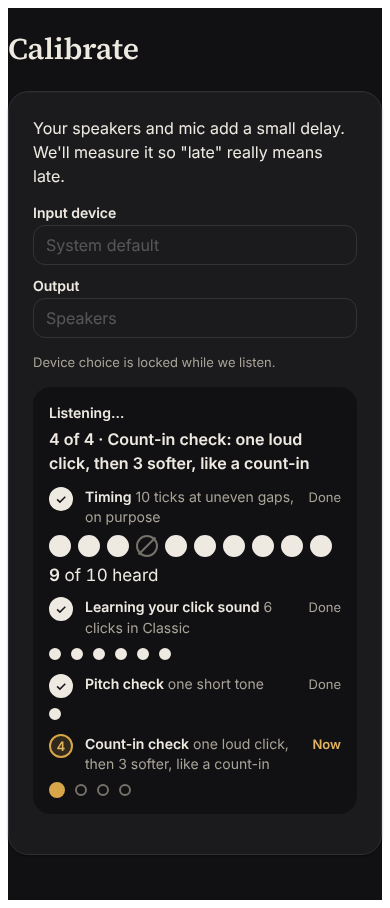 Calibrate
Your speakers and mic add a small delay.
We'll measure it so "late" really means
late.
Input device
System default
Output
Speakers
Device choice is locked while we listen.
Listening...
4 of 4 · Count-in check: one loud
click, then 3 softer, like a count-in
Timing 10 ticks at uneven gaps, Done
on purpose
9 of 10 heard
Learning your click sound 6 Done
clicks in Classic
Pitch check one short tone Done
4 Count-in check one loud click, Now
then 3 softer, like a count-in